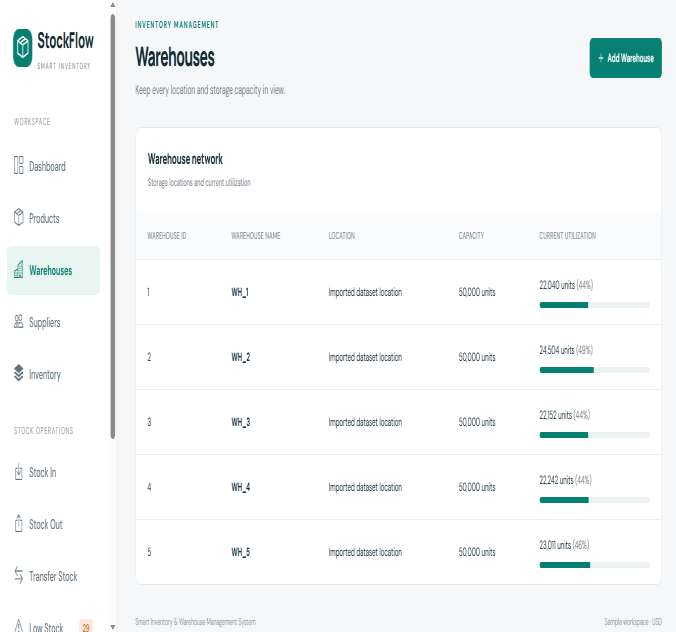 StockFlow
SMART INVENTORY
WORKSPACE
Dashboard
Products
Warehouses
Suppliers
Inventory
STOCK OPERATIONS
Stock In
Stock Out
Transfer Stock
Low Stock 29
INVENTORY MANAGEMENT
Warehouses
Keep every location and storage capacity in view.
+ Add Warehouse
Warehouse network
Storage locations and current utilization
WAREHOUSE ID WAREHOUSE NAME LOCATION CAPACITY CURRENT UTILIZATION
1 WH_1 Imported dataset location 50,000 units 22,040 units (44%)
2 WH_2 Imported dataset location 50,000 units 24,504 units (49%)
3 WH_3 Imported dataset location 50,000 units 22,152 units (44%)
4 WH_4 Imported dataset location 50,000 units 22,242 units (44%)
5 WH_5 Imported dataset location 50,000 units 23,011 units (46%)
Smart Inventory & Warehouse Management System
Sample workspace · USD